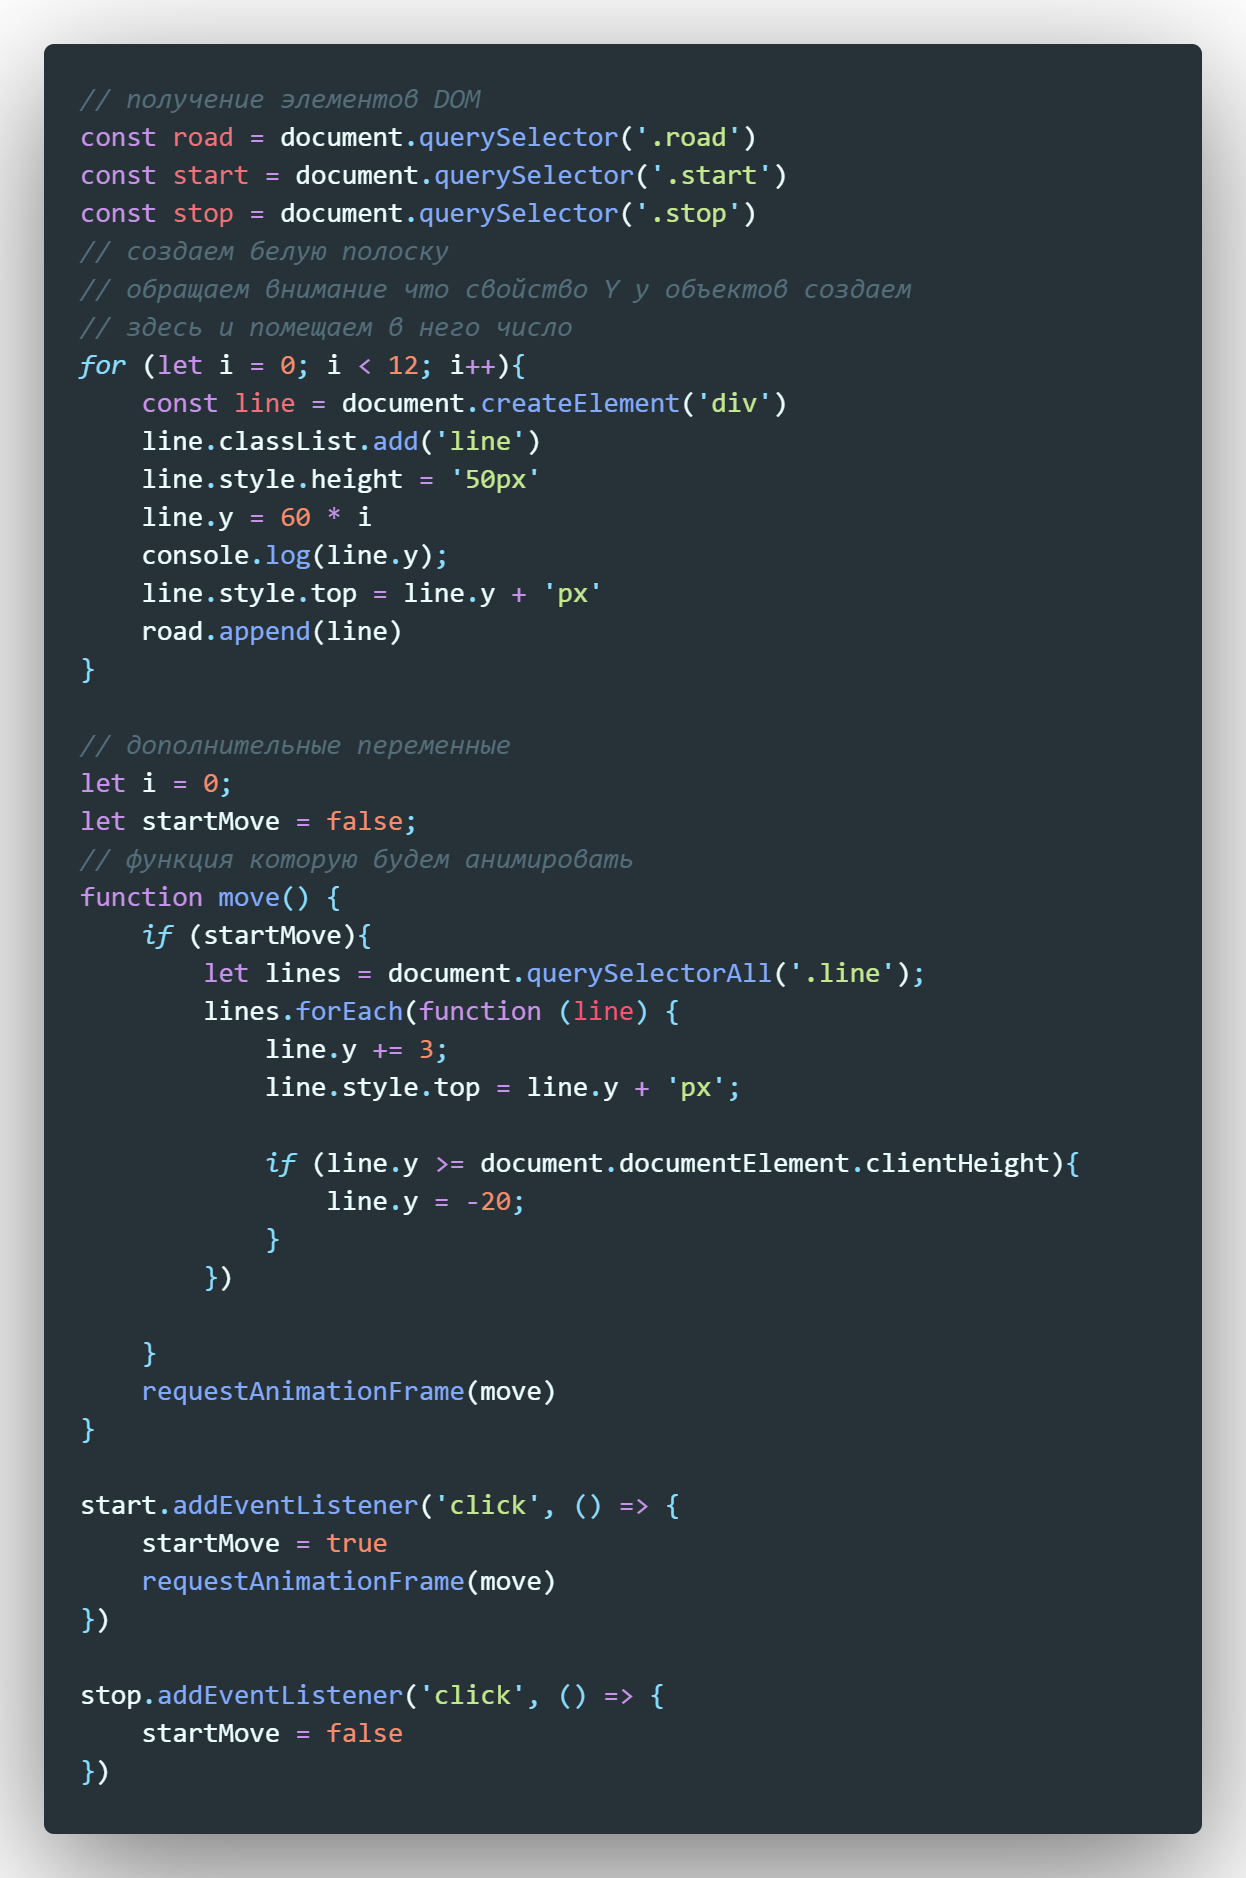 // получение элементов DOM
const road = document.querySelector('.road')
const start = document.querySelector('.start')
const stop = document.querySelector('.stop')
// создаем белую полоску
// обращаем внимание что свойство Y у объектов создаем
// здесь и помещаем в него число
for (let i = 0; i < 12; i++){
    const line = document.createElement('div')
    line.classList.add('line')
    line.style.height = '50px'
    line.y = 60 * i
    console.log(line.y);
    line.style.top = line.y + 'px'
    road.append(line)
}

// дополнительные переменные
let i = 0;
let startMove = false;
// функция которую будем анимировать
function move() {
    if (startMove){
        let lines = document.querySelectorAll('.line');
        lines.forEach(function (line) {
            line.y += 3;
            line.style.top = line.y + 'px';

            if (line.y >= document.documentElement.clientHeight){
                line.y = -20;
            }
        })

    }
    requestAnimationFrame(move)
}

start.addEventListener('click', () => {
    startMove = true
    requestAnimationFrame(move)
})

stop.addEventListener('click', () => {
    startMove = false
})